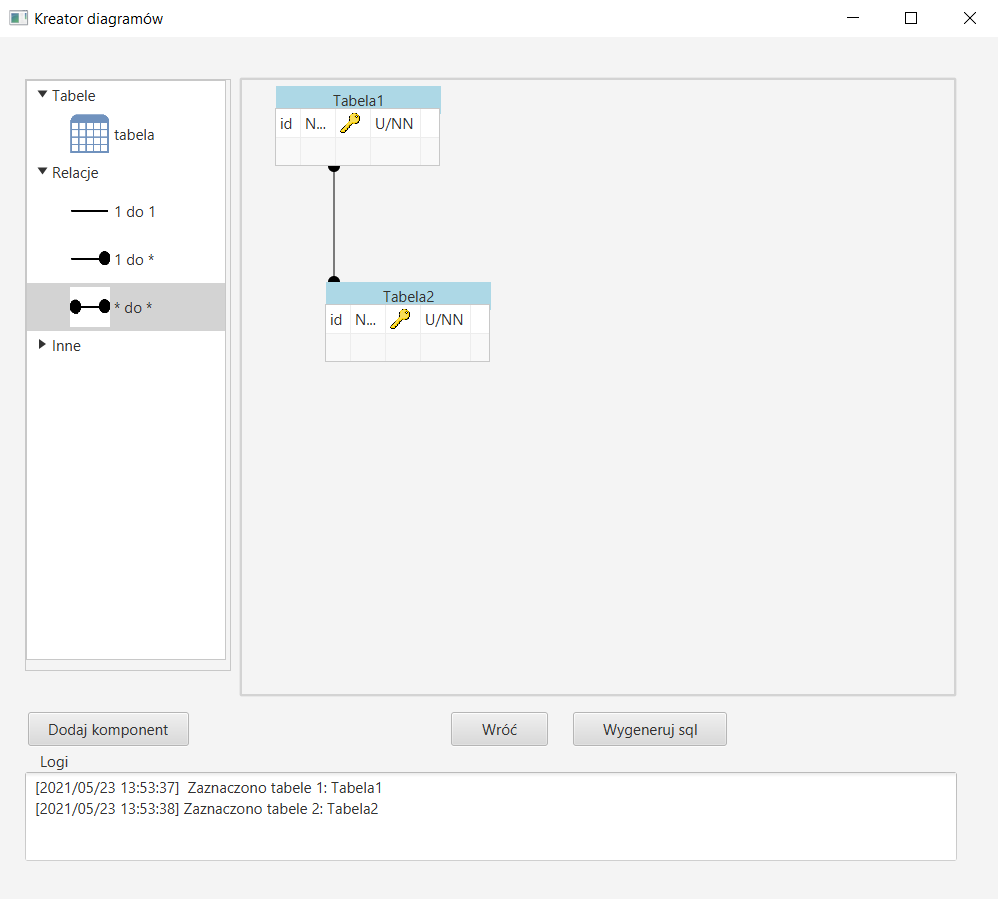 Kreator diagramów
Tabele
tabela
Relacje
1 do 1
1 do *
* do *
Inne
Tabela1
id N... U/NN
Tabela2
id N... U/NN
Dodaj komponent
Wróć
Wygeneruj sql
Logi
[2021/05/23 13:53:37]  Zaznaczono tabele 1: Tabela1
[2021/05/23 13:53:38] Zaznaczono tabele 2: Tabela2